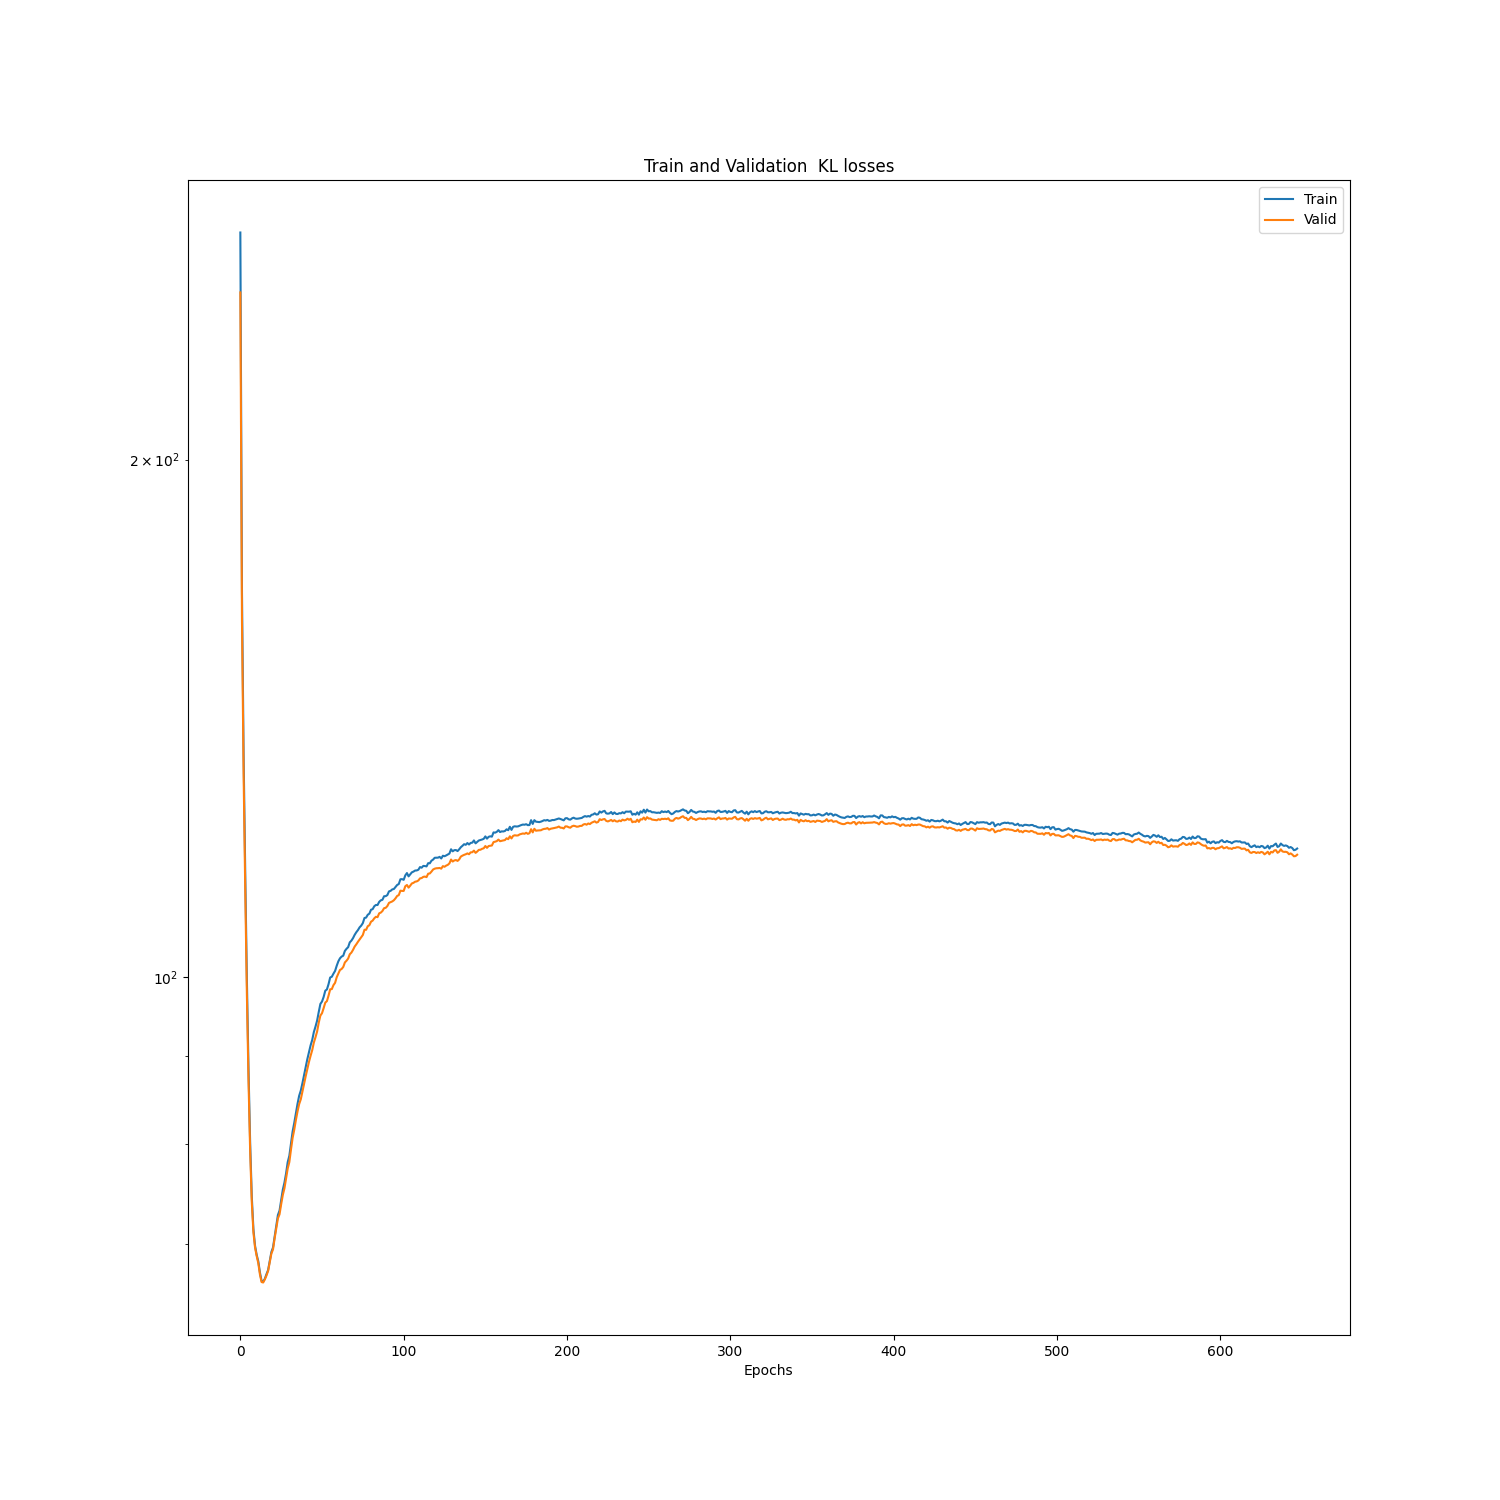 Train and Validation  KL losses
Train
Valid
2 × 10²
10²
0 100 200 300 400 500 600
Epochs